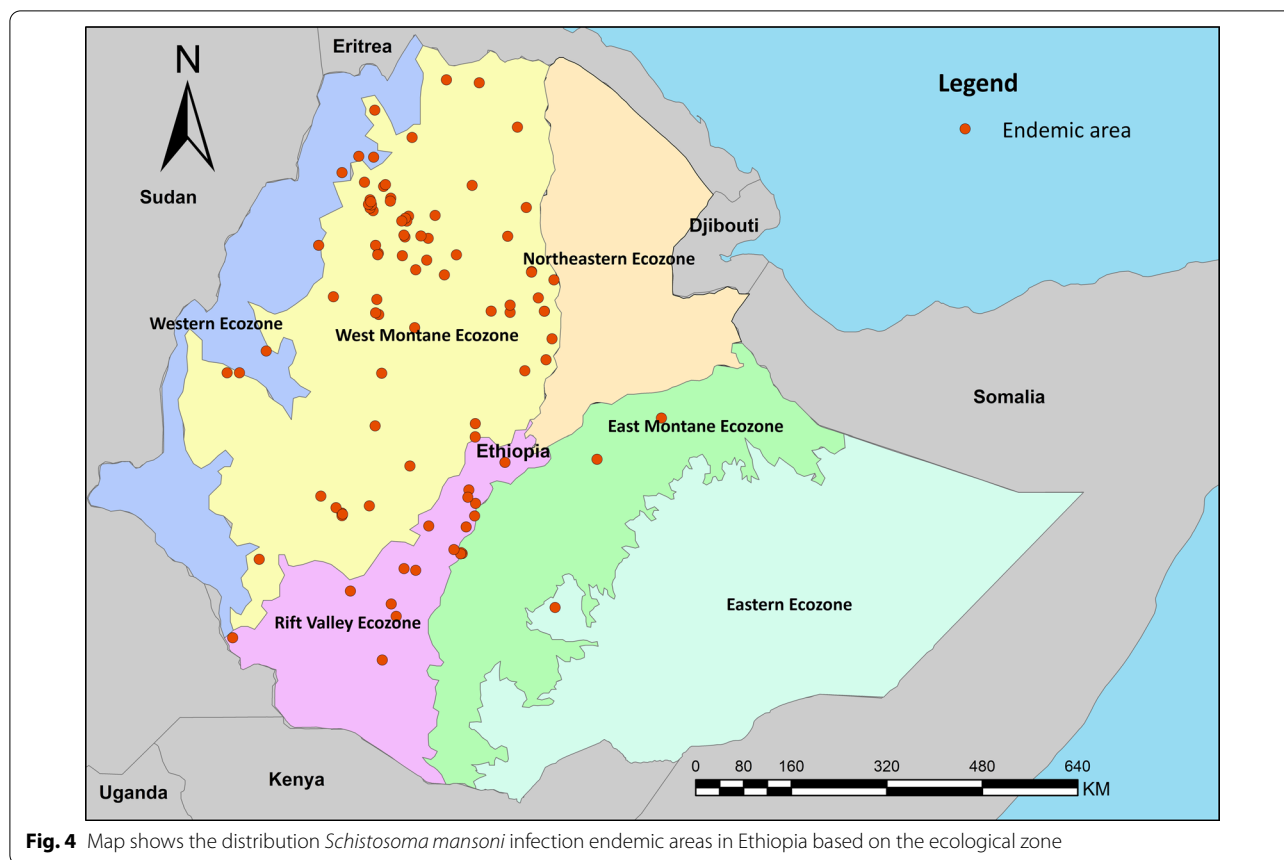 Eritrea
N
Legend
Endemic area
Sudan
Djibouti
Northeastern Ecozone
Western Ecozone
West Montane Ecozone
Somalia
East Montane Ecozone
Ethiopia
Eastern Ecozone
Rift Valley Ecozone
0 80 160 320 480 640
KM
Kenya
Uganda
Fig. 4 Map shows the distribution Schistosoma mansoni infection endemic areas in Ethiopia based on the ecological zone